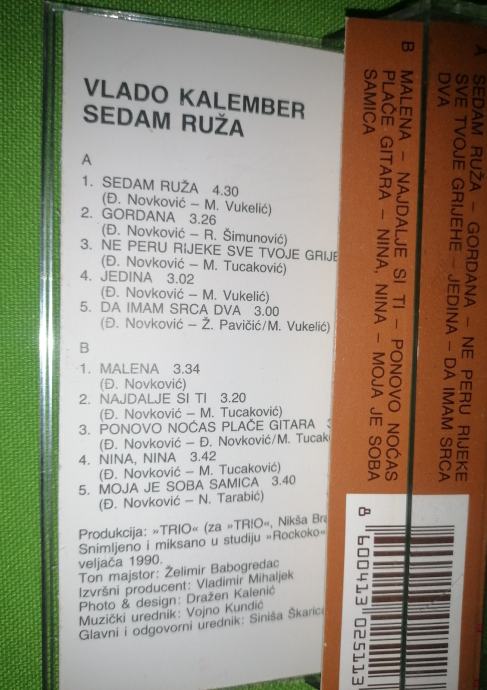 VLADO KALEMBER
SEDAM RUŽA
A
1. SEDAM RUŽA 4.30
(Đ. Novković – M. Vukelić)
2. GORDANA 3.26
(Đ. Novković – R. Šimunović)
3. NE PERU RIJEKE SVE TVOJE GRIJE
(Đ. Novković – M. Tucaković)
4. JEDINA 3.02
(Đ. Novković – M. Vukelić)
5. DA IMAM SRCA DVA 3.00
(Đ. Novković – Ž. Pavičić/M. Vukelić)
B
1. MALENA 3.34
(Đ. Novković)
2. NAJDALJE SI TI 3.20
(Đ. Novković – M. Tucaković)
3. PONOVO NOĆAS PLAČE GITARA
(Đ. Novković – Đ. Novković/M. Tucak
4. NINA, NINA 3.42
(Đ. Novković – M. Tucaković)
5. MOJA JE SOBA SAMICA 3.40
(Đ. Novković – N. Tarabić)
Produkcija: »TRIO« (za »TRIO«, Nikša Bra
Snimljeno i miksano u studiju »Rockoko«
veljača 1990.
Ton majstor: Želimir Babogredac
Izvršni producent: Vladimir Mihaljek
Photo & design: Dražen Kalenić
Muzički urednik: Vojno Kundić
Glavni i odgovorni urednik: Siniša Škarica
A SEDAM RUŽA – GORDANA – NE PERU RIJEKE
SVE TVOJE GRIJEHE – JEDINA – DA IMAM SRCA
DVA
B MALENA – NAJDALJE SI TI – PONOVO NOĆAS
PLAČE GITARA – NINA, NINA – MOJA JE SOBA
SAMICA
8 600413 025113